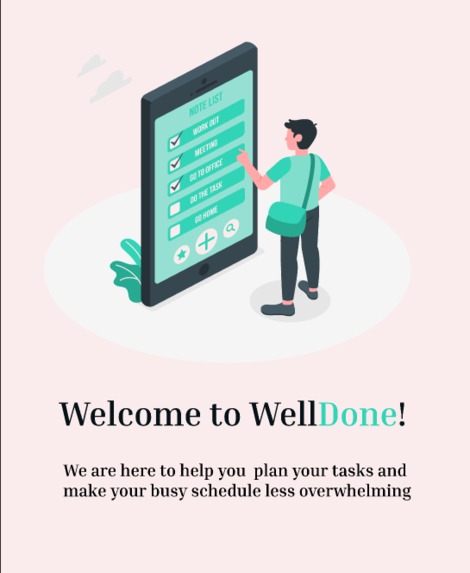 NOTE LIST
WORK OUT
MEETING
GO TO OFFICE
DO THE TASK
GO HOME
Welcome to WellDone!
We are here to help you  plan your tasks and
make your busy schedule less overwhelming